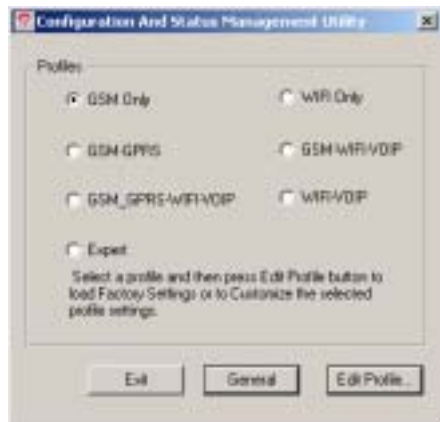 Configuration And Status Management Utility
Profiles
GSM Only
WIFI Only
GSM-GPRS
GSM-WIFI-VOIP
GSM_GPRS-WIFI-VOIP
WIFI-VOIP
Expert
Select a profile and then press Edit Profile button to
load Factory Settings or to Customize the selected
profile settings.
Exit
General
Edit Profile...